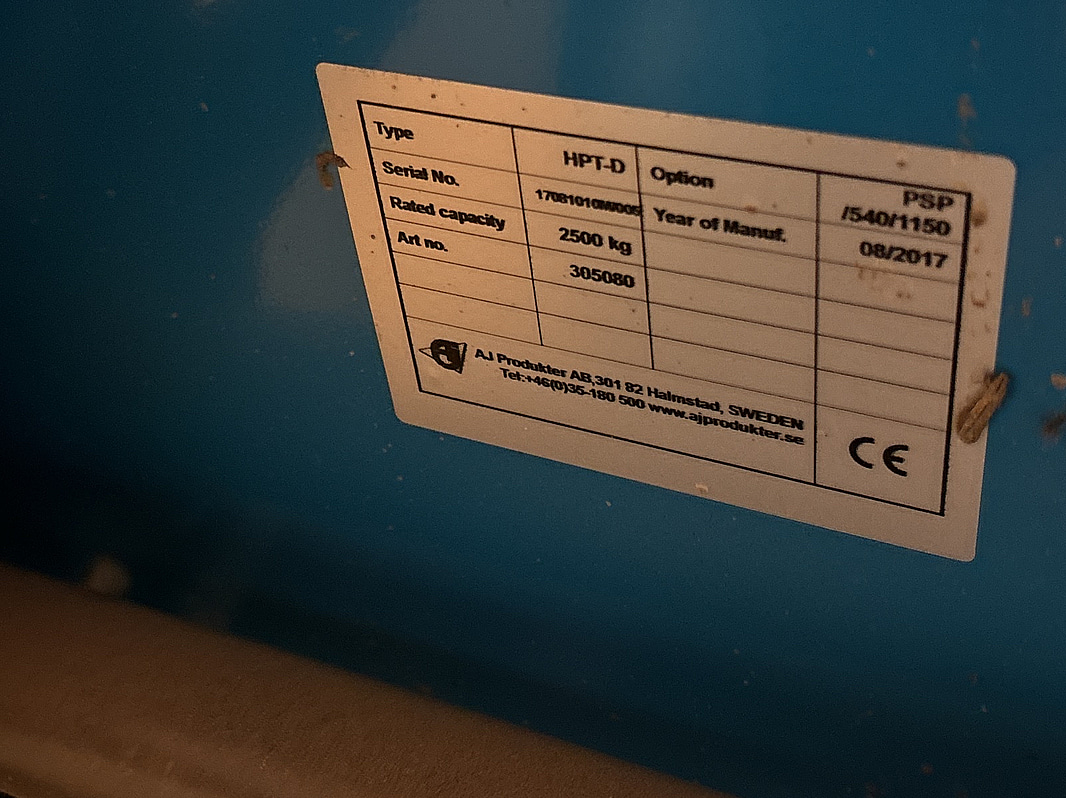 Type HPT-D Option PSP /540/1150
Serial No. 17081010W005 Year of Manuf. 08/2017
Rated capacity 2500 kg
Art no. 305080
AJ Produkter AB,301 82 Halmstad, SWEDEN
Tel:+46(0)35-180 500 www.ajprodukter.se
CE